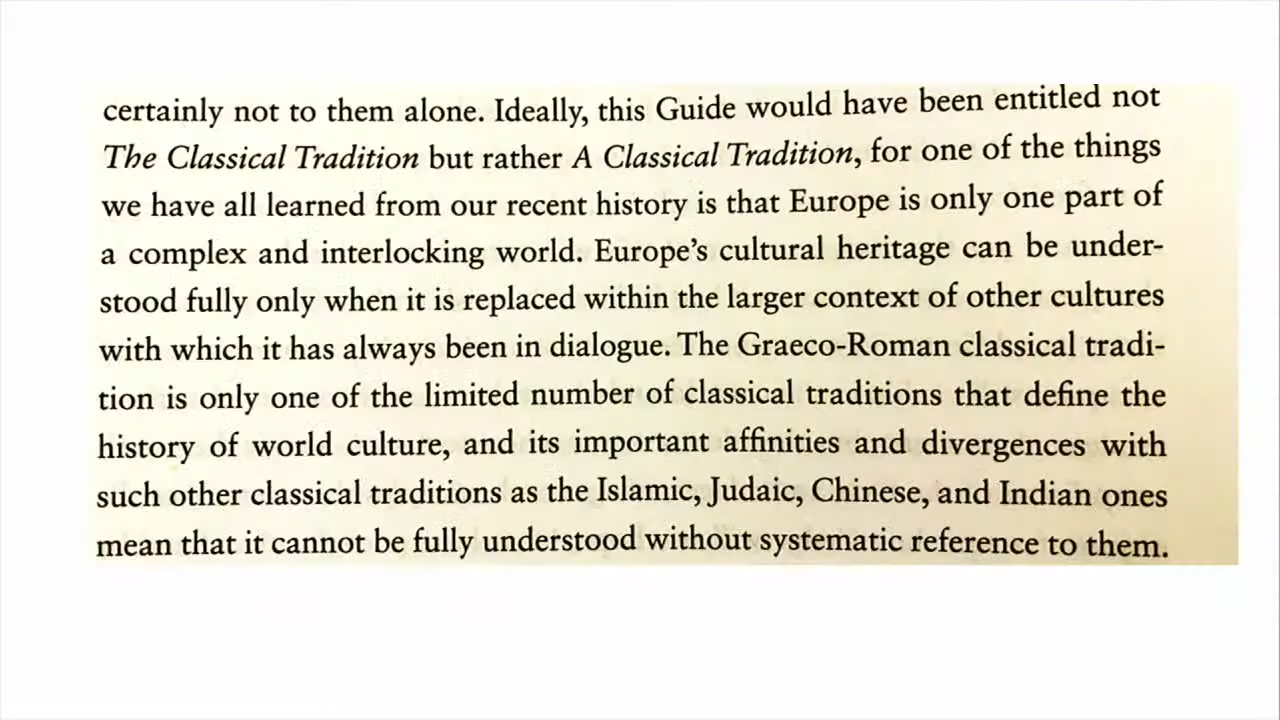 certainly not to them alone. Ideally, this Guide would have been entitled not
The Classical Tradition but rather A Classical Tradition, for one of the things
we have all learned from our recent history is that Europe is only one part of
a complex and interlocking world. Europe’s cultural heritage can be under-
stood fully only when it is replaced within the larger context of other cultures
with which it has always been in dialogue. The Graeco-Roman classical tradi-
tion is only one of the limited number of classical traditions that define the
history of world culture, and its important affinities and divergences with
such other classical traditions as the Islamic, Judaic, Chinese, and Indian ones
mean that it cannot be fully understood without systematic reference to them.